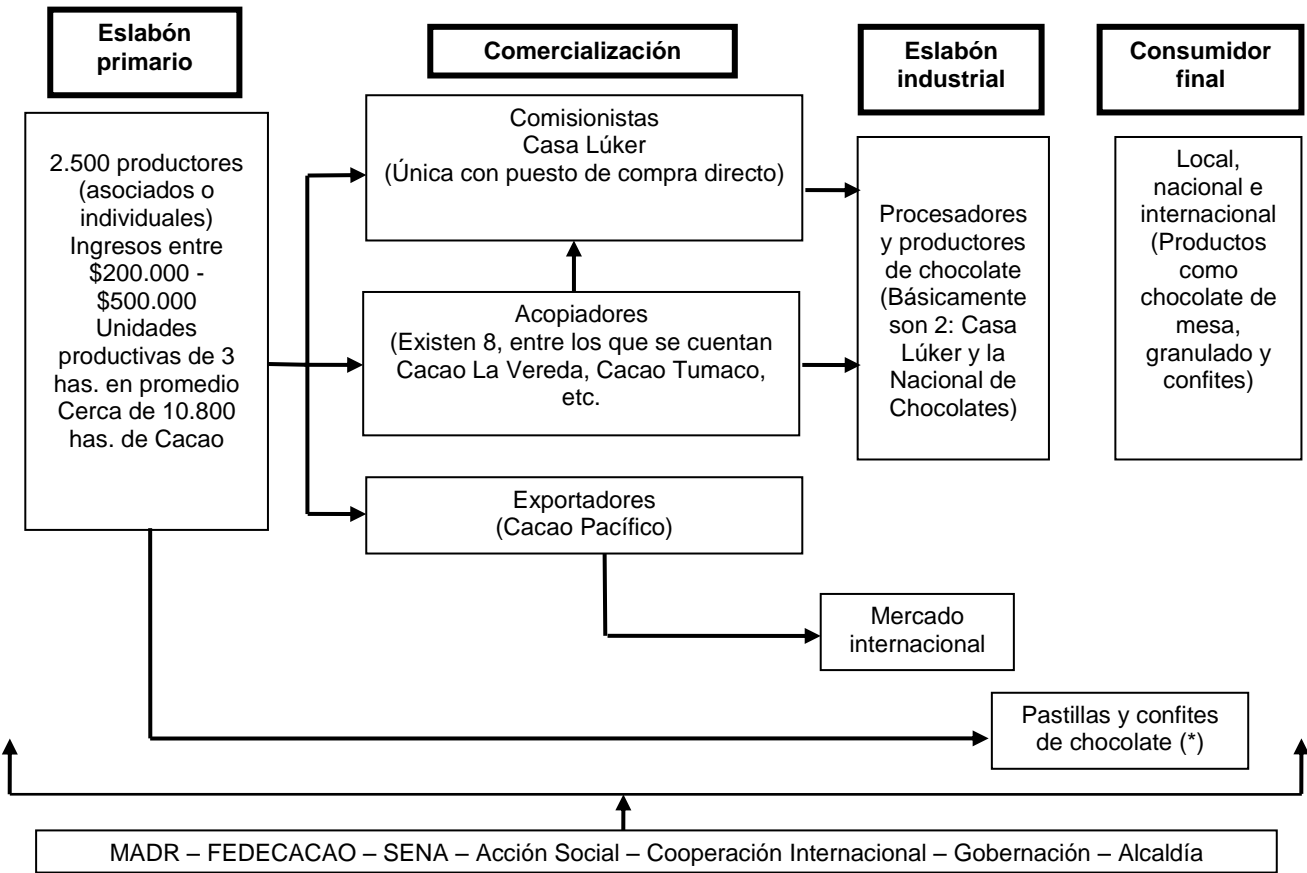 Eslabón
primario
Comercialización
Eslabón
industrial
Consumidor
final
2.500 productores
(asociados o
individuales)
Ingresos entre
$200.000 -
$500.000
Unidades
productivas de 3
has. en promedio
Cerca de 10.800
has. de Cacao
Comisionistas
Casa Lúker
(Única con puesto de compra directo)
Acopiadores
(Existen 8, entre los que se cuentan
Cacao La Vereda, Cacao Tumaco,
etc.
Exportadores
(Cacao Pacífico)
Procesadores
y productores
de chocolate
(Básicamente
son 2: Casa
Lúker y la
Nacional de
Chocolates)
Local,
nacional e
internacional
(Productos
como
chocolate de
mesa,
granulado y
confites)
Mercado
internacional
Pastillas y confites
de chocolate (*)
MADR – FEDECACAO – SENA – Acción Social – Cooperación Internacional – Gobernación – Alcaldía